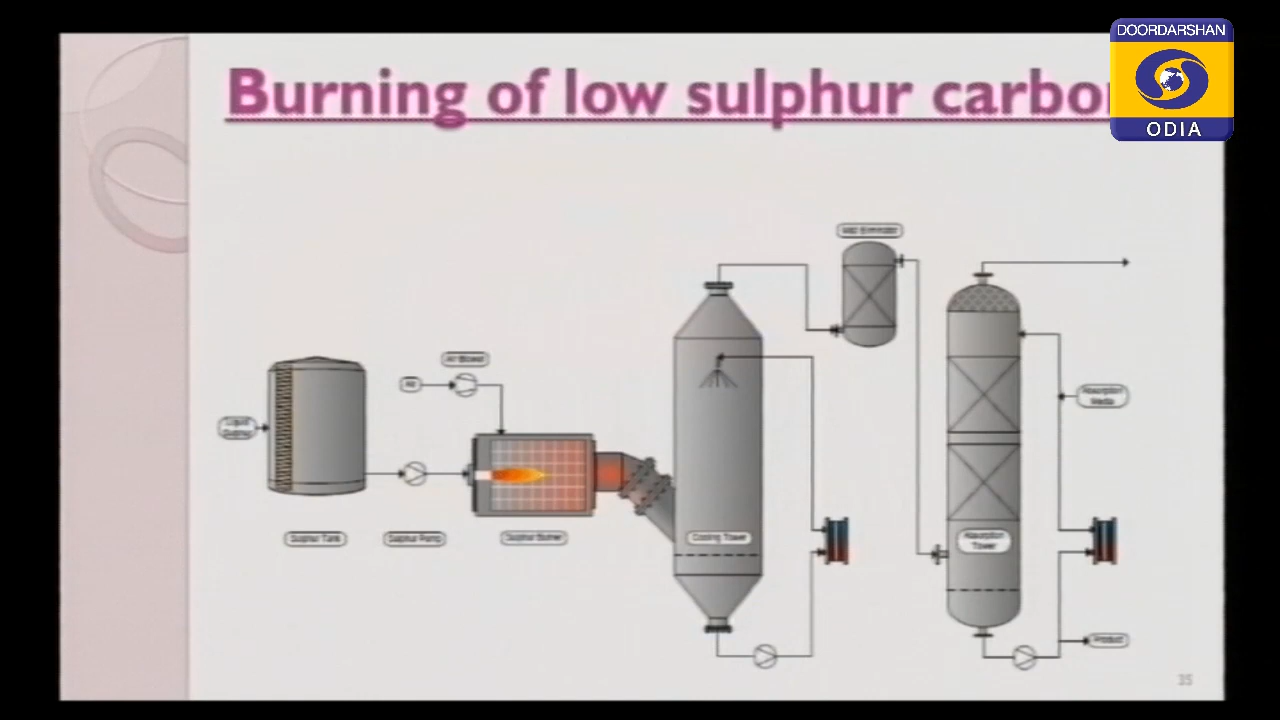 Burning of low sulphur carbon
DOORDARSHAN
ODIA
Mist Eliminator
Air Blower
Air
Liquid
Sulphur
Absorption
Media
Sulphur Tank
Sulphur Pump
Sulphur Burner
Cooling Tower
Absorption
Tower
Product
35